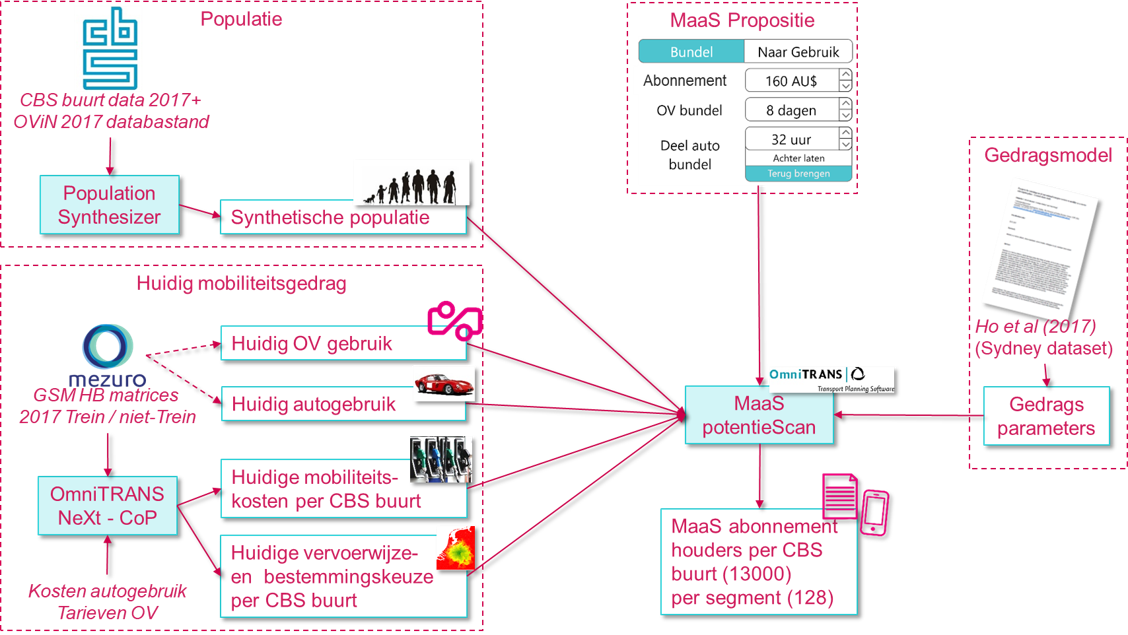 Populatie
cbs
CBS buurt data 2017+
OViN 2017 databastand
Population
Synthesizer
Synthetische populatie
MaaS Propositie
Bundel
Naar Gebruik
Abonnement
160 AU$
OV bundel
8 dagen
Deel auto
bundel
32 uur
Achter laten
Terug brengen
Gedragsmodel
Ho et al (2017)
(Sydney dataset)
Gedrags
parameters
Huidig mobiliteitsgedrag
mezuro
GSM HB matrices
2017 Trein / niet-Trein
Huidig OV gebruik
Huidig autogebruik
OmniTRANS
NeXt - CoP
Kosten autogebruik
Tarieven OV
Huidige mobiliteits-
kosten per CBS buurt
Huidige vervoerwijze-
en bestemmingskeuze
per CBS buurt
OmniTRANS
Transport Planning Software
MaaS
potentieScan
MaaS abonnement
houders per CBS
buurt (13000)
per segment (128)